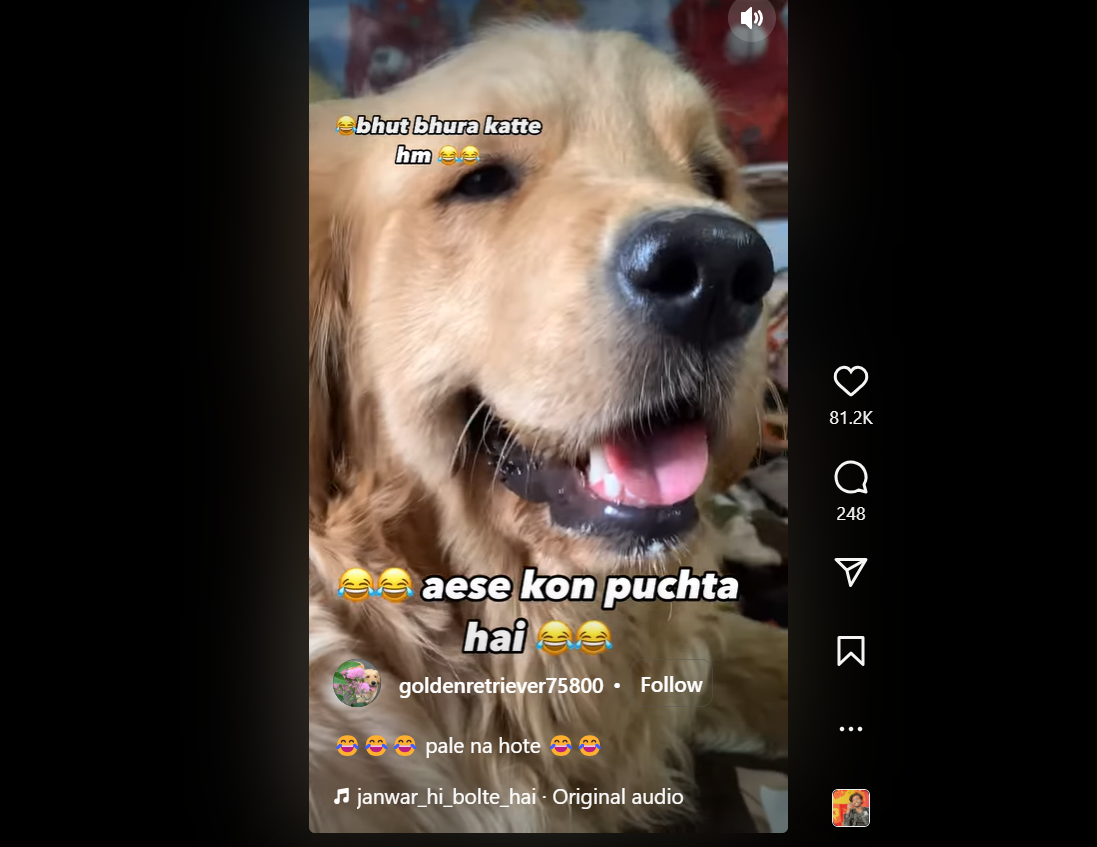 😂bhut bhura katte
hm 😂😂
😂😂 aese kon puchta
hai 😂😂
goldenretriever75800 • Follow
😂 😂 😂 pale na hote 😂 😂
janwar_hi_bolte_hai · Original audio
81.2K
248